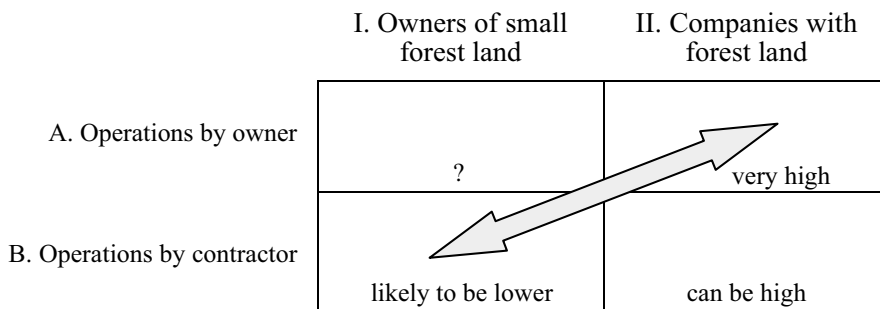 I. Owners of small
forest land
II. Companies with
forest land
A. Operations by owner
?
very high
B. Operations by contractor
likely to be lower
can be high